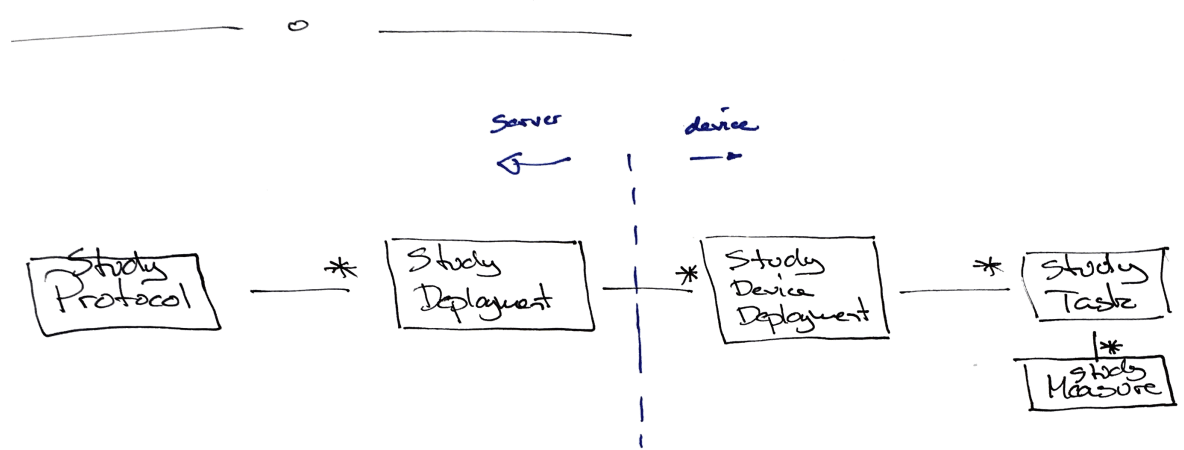 server
device
*
Study
Protocol
Study
Deployment
*
Study
Device
Deployment
*
Study
Task
*
Study
Measure